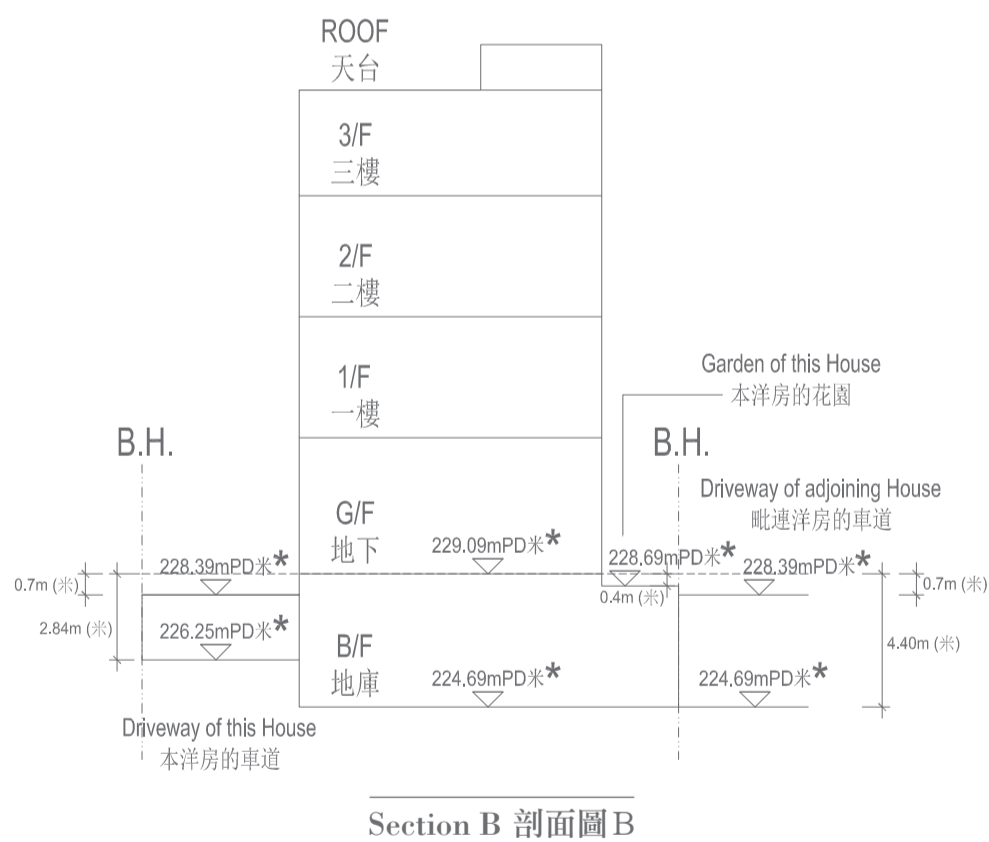 ROOF
天台
3/F
三樓
2/F
二樓
1/F
一樓
Garden of this House
本洋房的花園
B.H.
B.H.
Driveway of adjoining House
毗連洋房的車道
G/F
地下
229.09mPD米*
228.39mPD米*
228.69mPD米*
228.39mPD米*
0.7m (米)
0.4m (米)
0.7m (米)
2.84m (米)
226.25mPD米*
B/F
地庫
4.40m (米)
224.69mPD米*
224.69mPD米*
Driveway of this House
本洋房的車道
Section B 剖面圖B